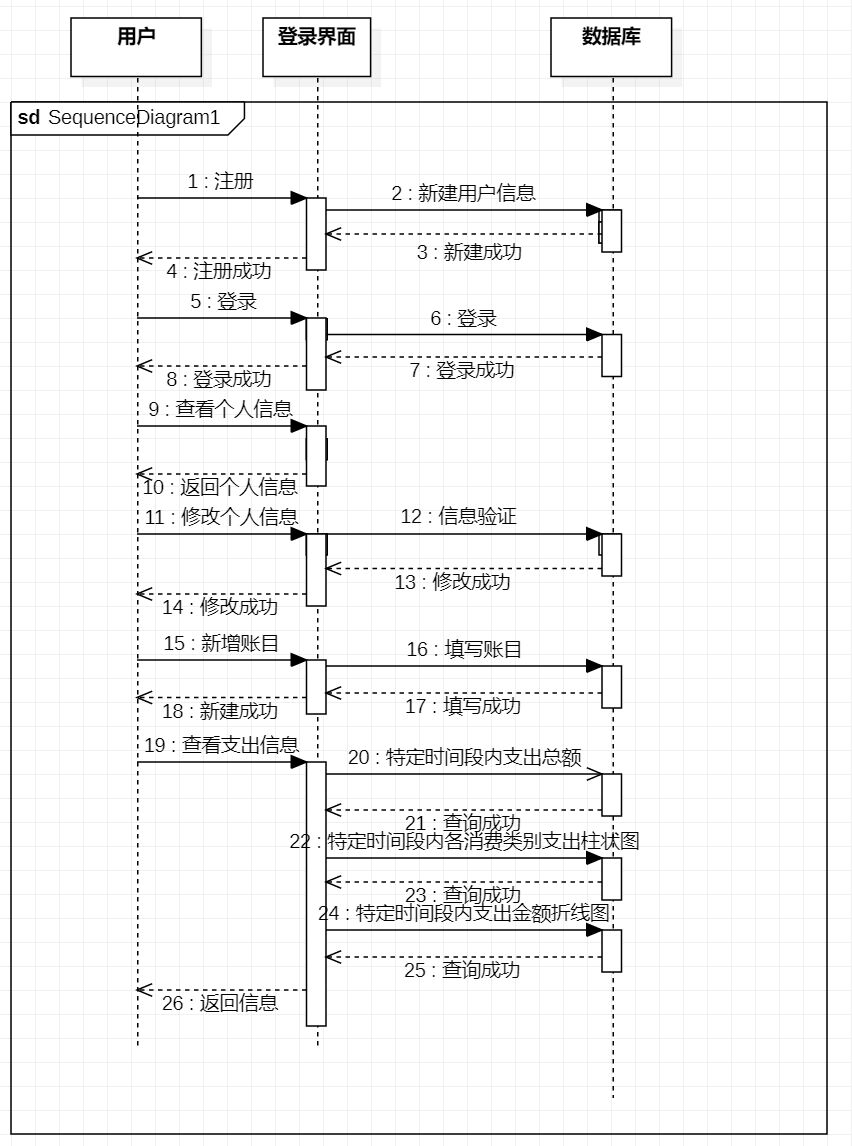 用户
登录界面
数据库
sd SequenceDiagram1
1 : 注册
2 : 新建用户信息
3 : 新建成功
4 : 注册成功
5 : 登录
6 : 登录
7 : 登录成功
8 : 登录成功
9 : 查看个人信息
10 : 返回个人信息
11 : 修改个人信息
12 : 信息验证
13 : 修改成功
14 : 修改成功
15 : 新增账目
16 : 填写账目
17 : 填写成功
18 : 新建成功
19 : 查看支出信息
20 : 特定时间段内支出总额
21 : 查询成功
22 : 特定时间段内各消费类别支出柱状图
23 : 查询成功
24 : 特定时间段内支出金额折线图
25 : 查询成功
26 : 返回信息